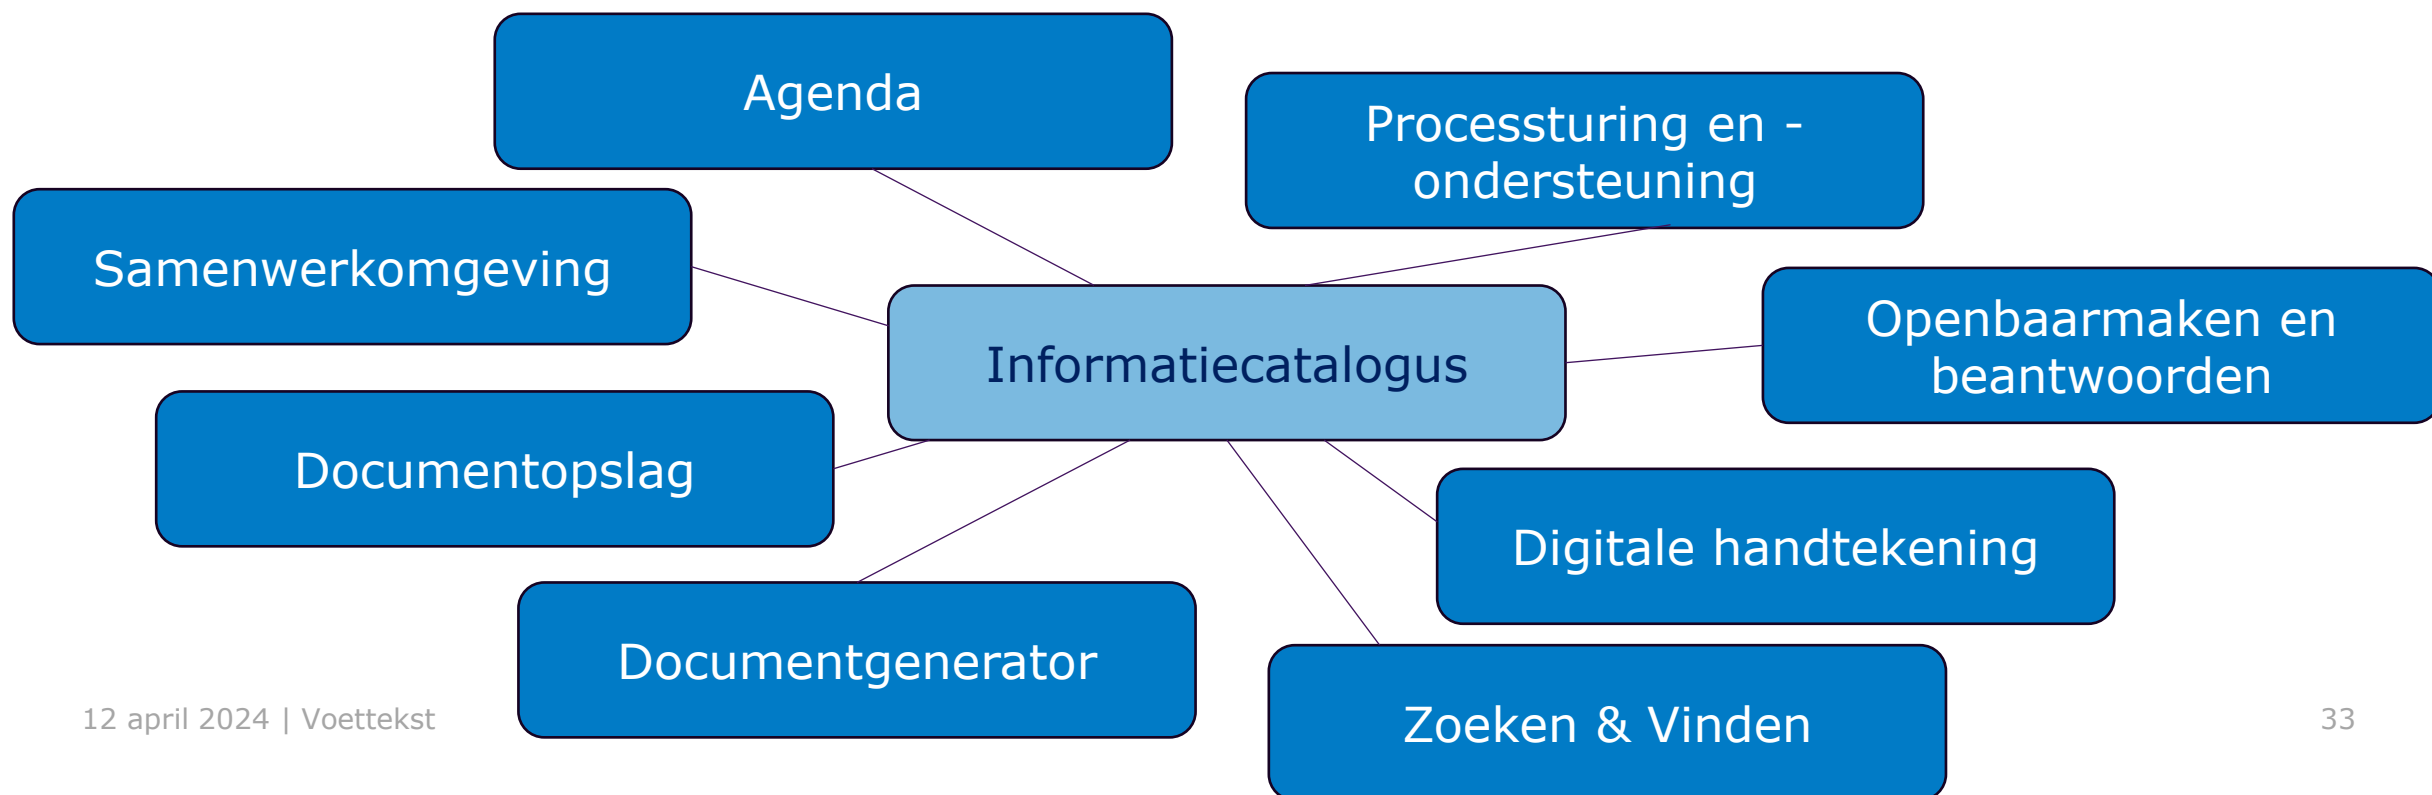 Agenda
Processturing en -
ondersteuning
Samenwerkomgeving
Openbaarmaken en
beantwoorden
Informatiecatalogus
Documentopslag
Digitale handtekening
Documentgenerator
Zoeken & Vinden
12 april 2024 | Voettekst
33